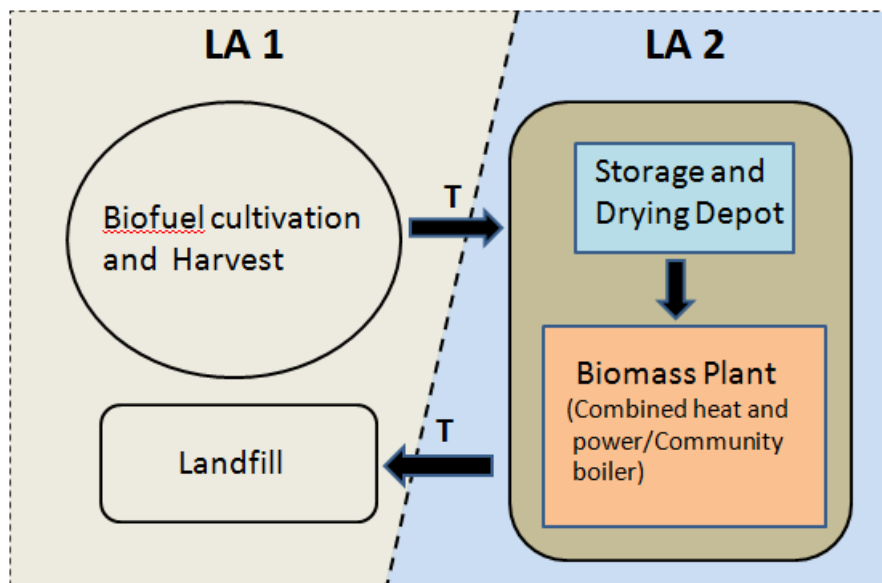 LA 1
LA 2
Biofuel cultivation
and Harvest
T
Storage and
Drying Depot
Biomass Plant
(Combined heat and
power/Community
boiler)
T
Landfill